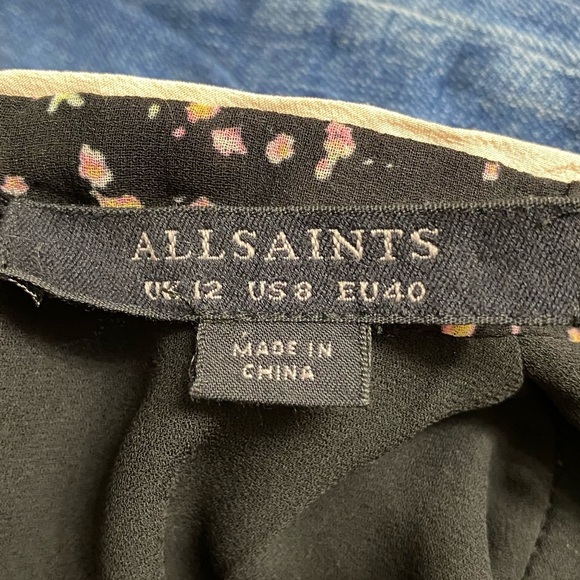 ALLSAINTS
UK 12 US 8 EU 40
MADE IN
CHINA